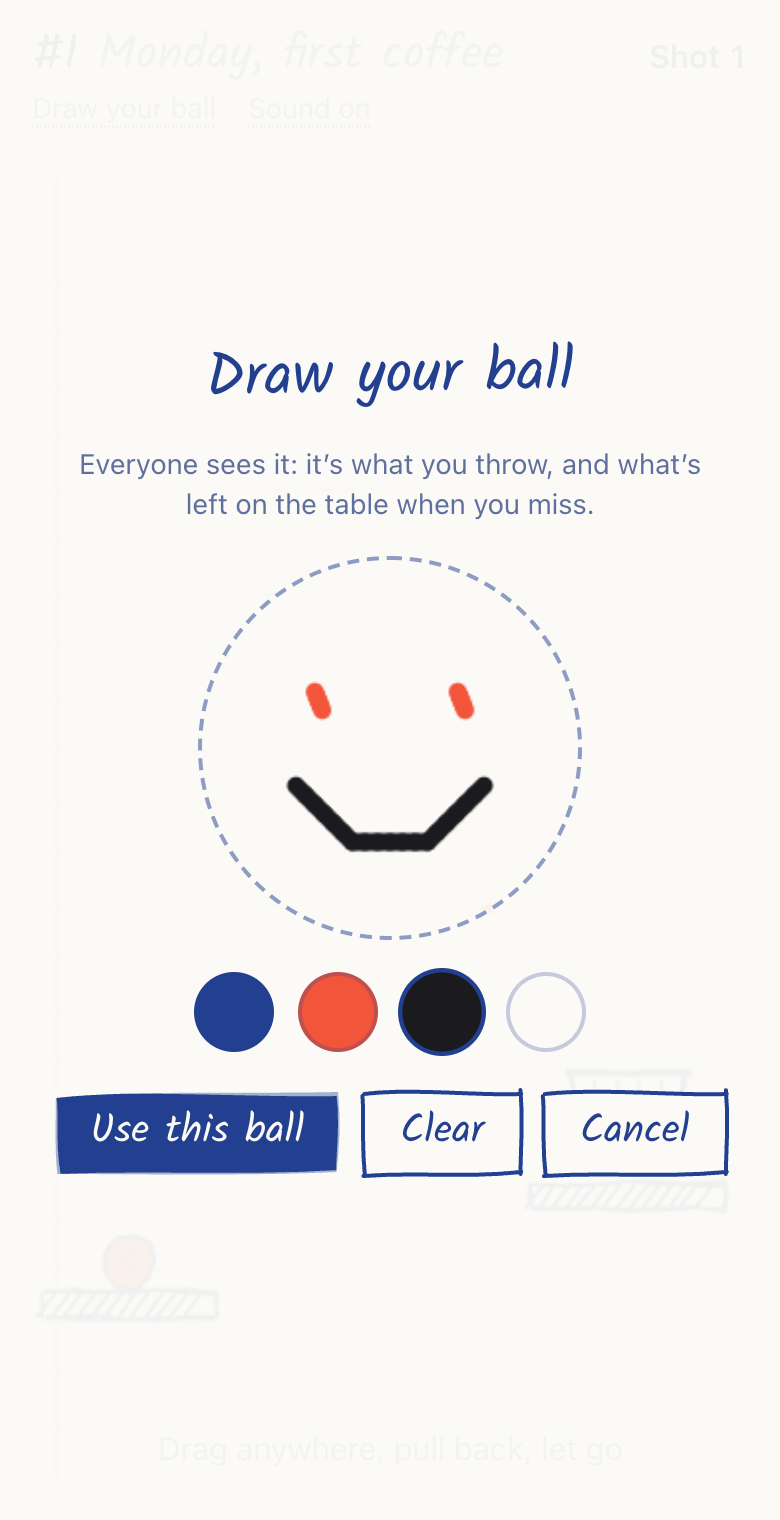 #1 Monday, first coffee
Shot 1
Draw your ball Sound on
Draw your ball
Everyone sees it: it’s what you throw, and what’s
left on the table when you miss.
Use this ball Clear Cancel
Drag anywhere, pull back, let go